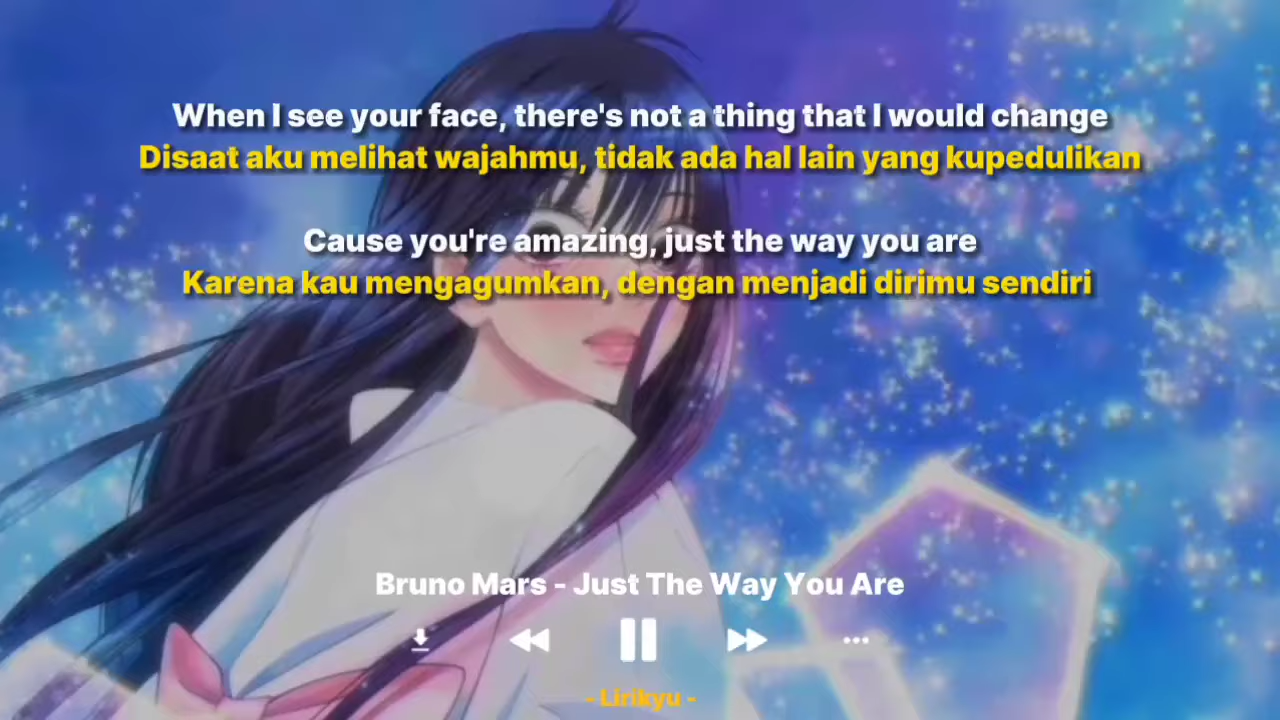 When I see your face, there's not a thing that I would change
Disaat aku melihat wajahmu, tidak ada hal lain yang kupedulikan
Cause you're amazing, just the way you are
Karena kau mengagumkan, dengan menjadi dirimu sendiri
Bruno Mars - Just The Way You Are
- Lirikyu -